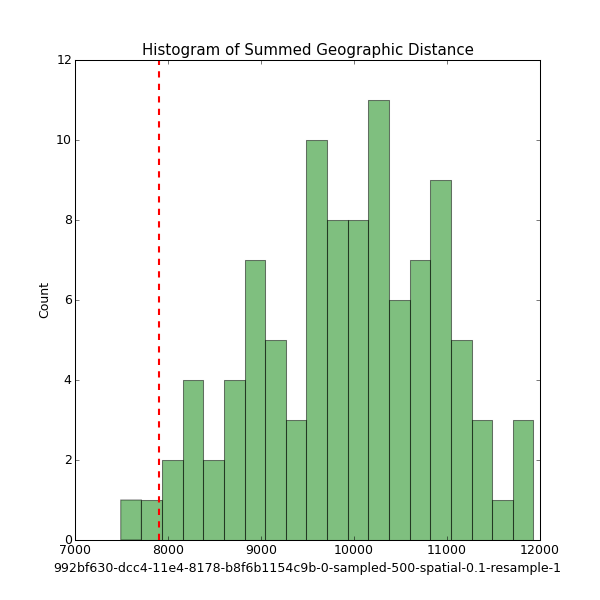 Histogram of Summed Geographic Distance
12
10
8
6
4
2
0
Count
7000 8000 9000 10000 11000 12000
992bf630-dcc4-11e4-8178-b8f6b1154c9b-0-sampled-500-spatial-0.1-resample-1